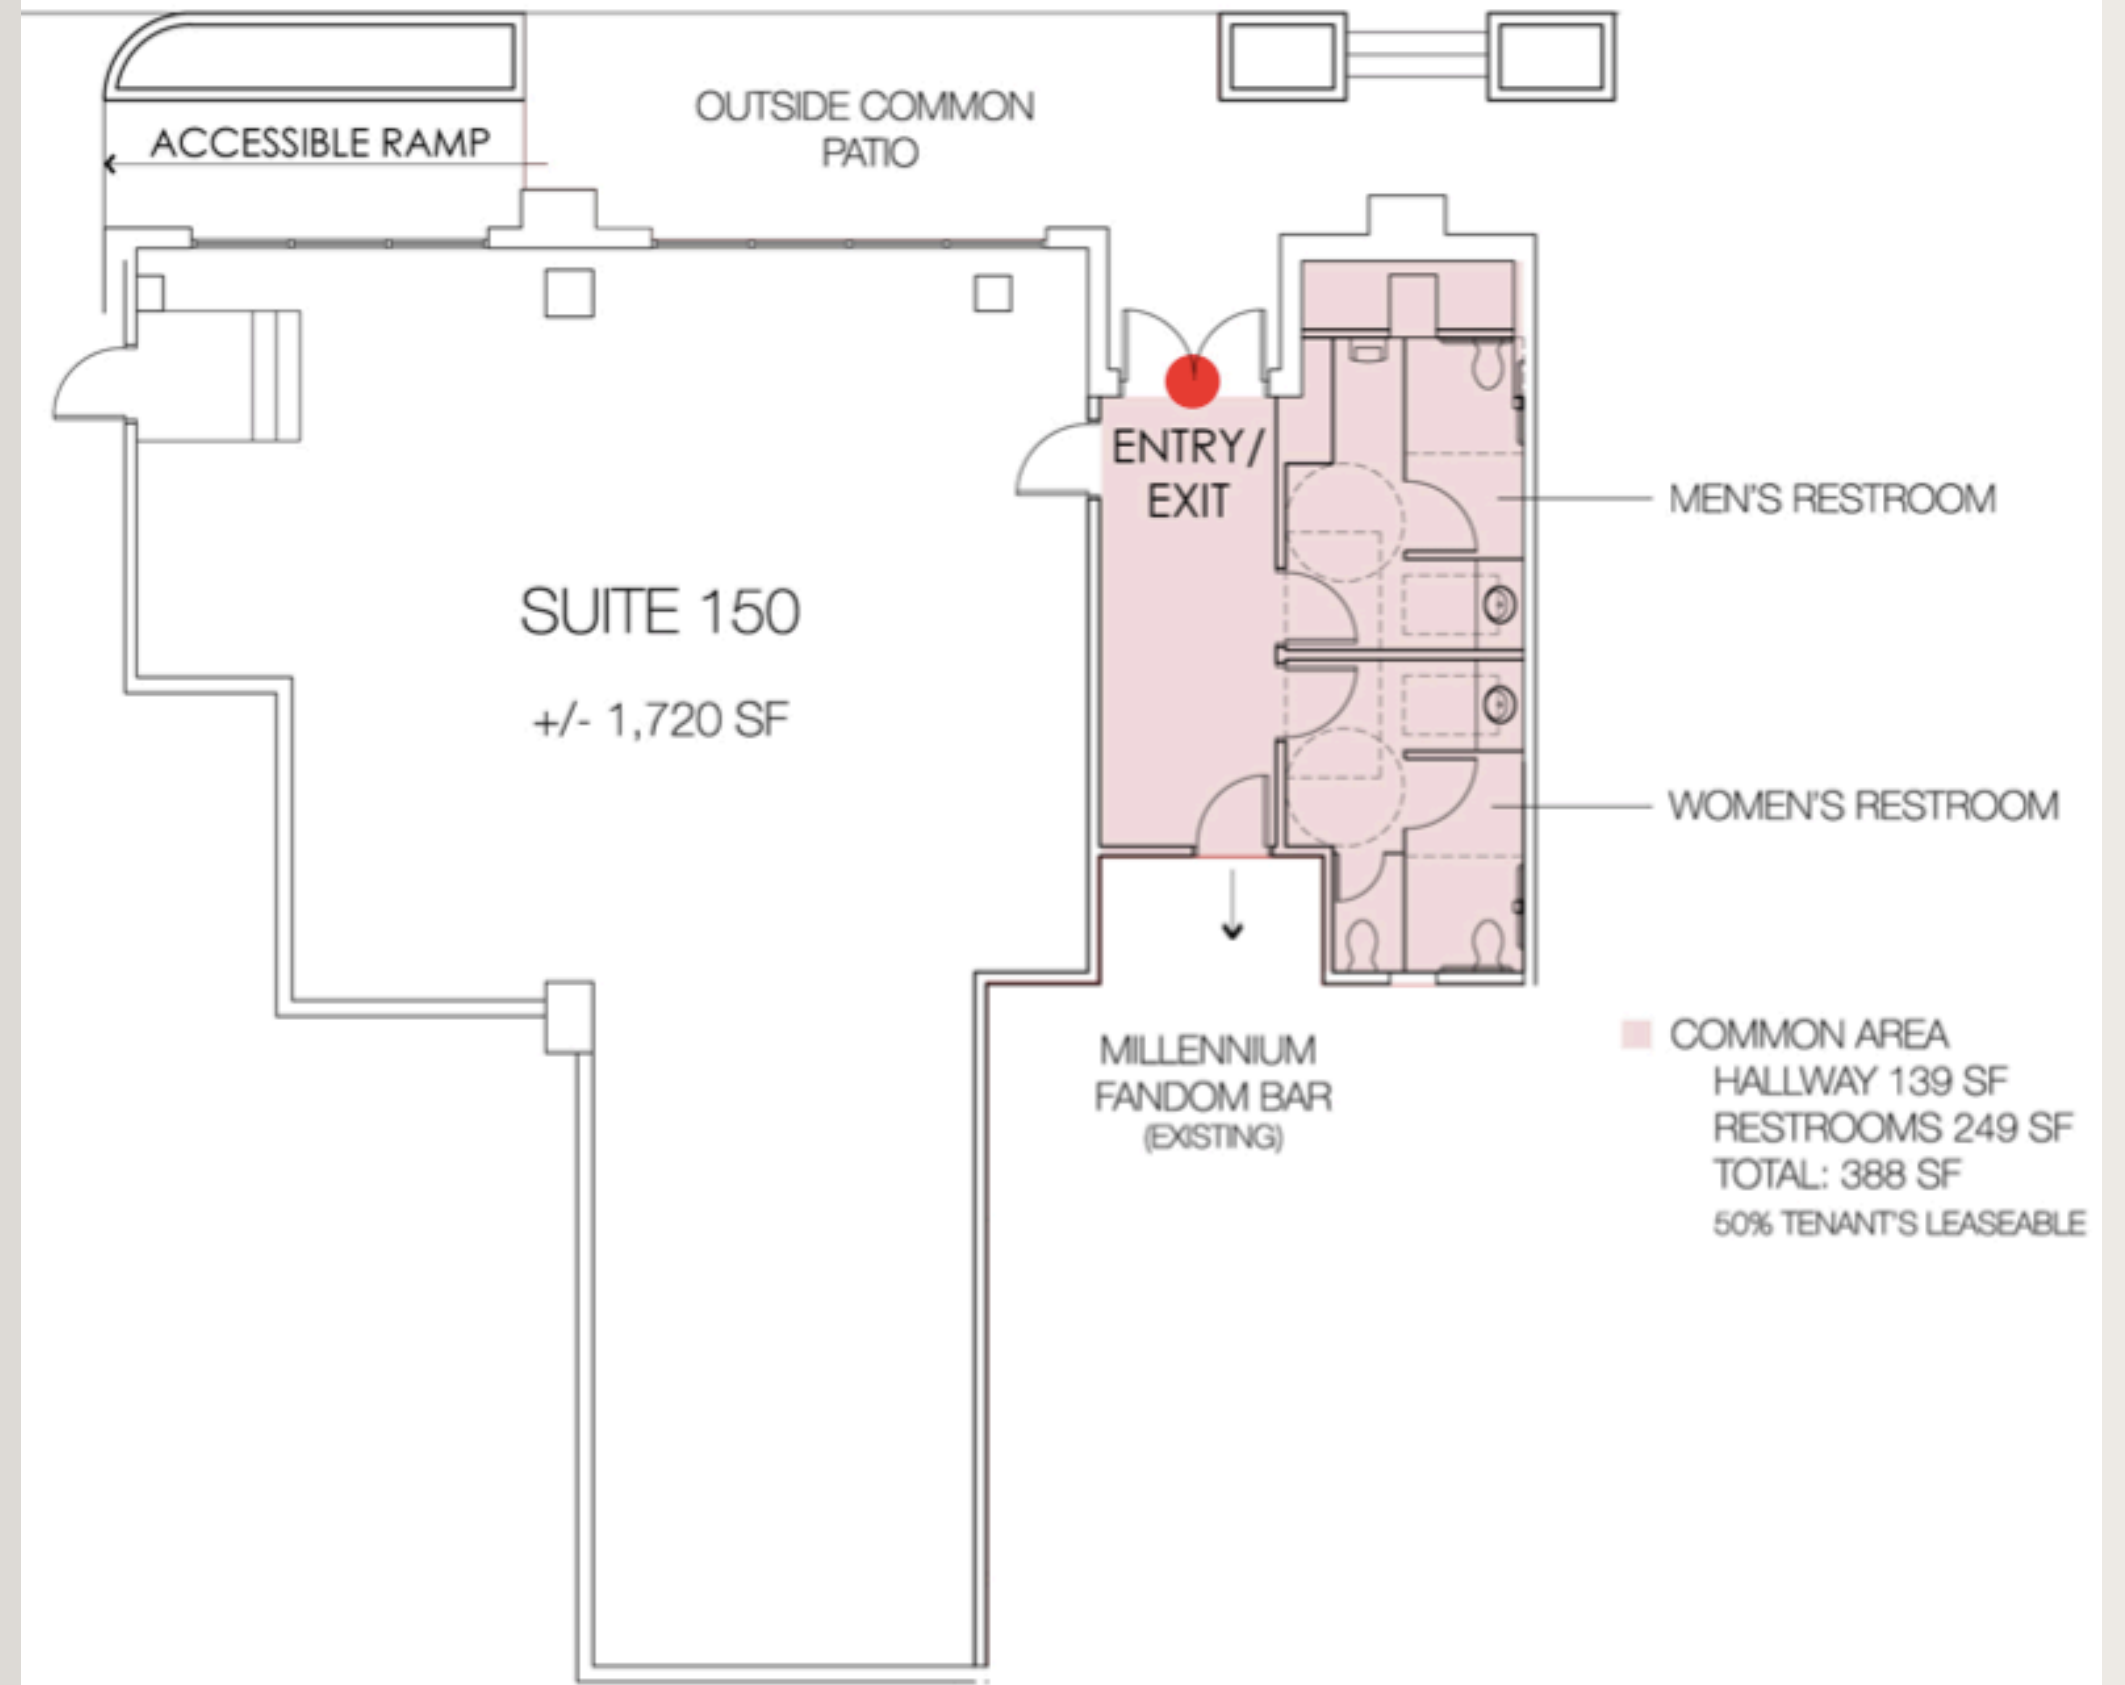 OUTSIDE COMMON
PATIO
ACCESSIBLE RAMP
ENTRY/
EXIT
MEN'S RESTROOM
SUITE 150
+/- 1,720 SF
WOMEN'S RESTROOM
MILLENNIUM
FANDOM BAR
(EXISTING)
COMMON AREA
HALLWAY 139 SF
RESTROOMS 249 SF
TOTAL: 388 SF
50% TENANT'S LEASEABLE